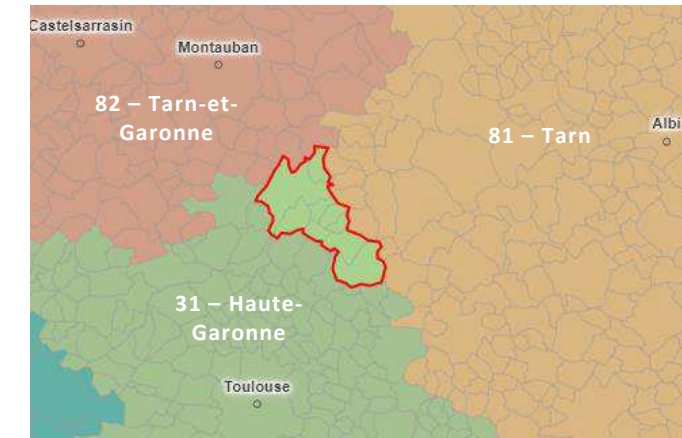 Castelsarrasin
Montauban
82 – Tarn-et-
Garonne
81 – Tarn
Albi
31 – Haute-
Garonne
Toulouse